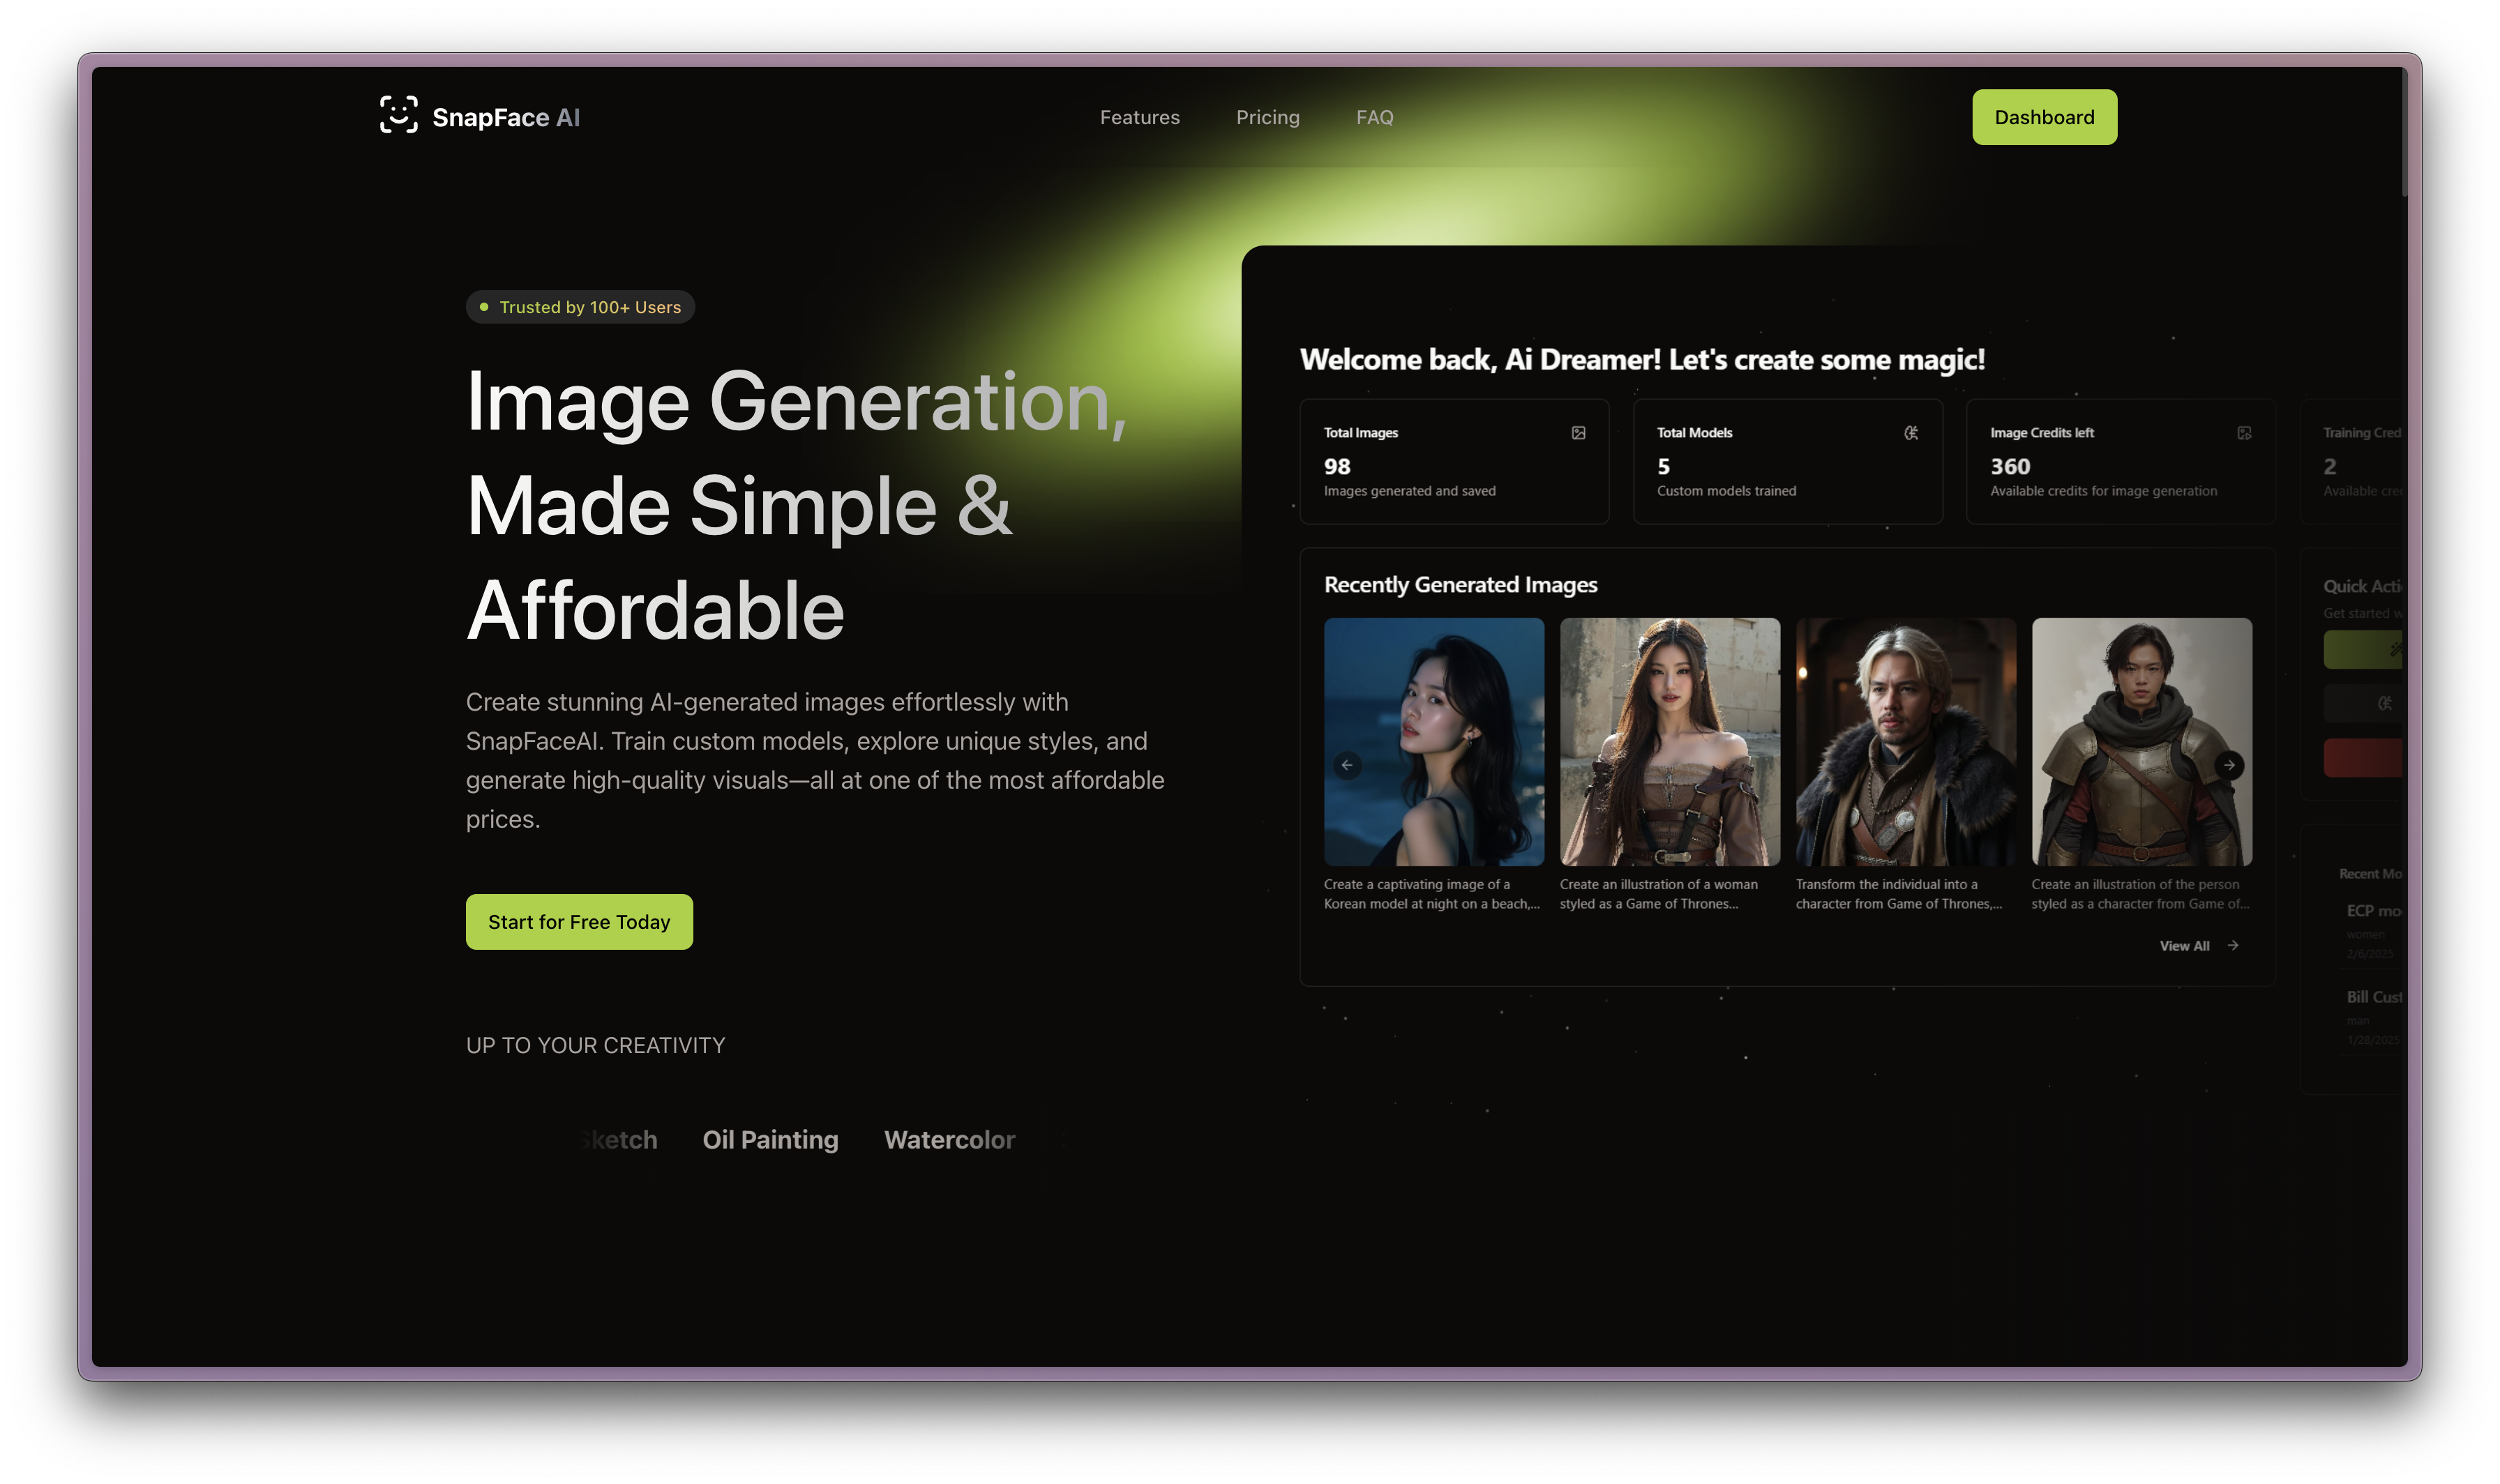 SnapFace AI
Features
Pricing
FAQ
Dashboard
Trusted by 100+ Users
Image Generation,
Made Simple &
Affordable
Create stunning AI-generated images effortlessly with
SnapFaceAI. Train custom models, explore unique styles, and
generate high-quality visuals—all at one of the most affordable
prices.
Start for Free Today
UP TO YOUR CREATIVITY
Sketch
Oil Painting
Watercolor
Welcome back, Ai Dreamer! Let's create some magic!
Total Images
98
Images generated and saved
Total Models
5
Custom models trained
Image Credits left
360
Available credits for image generation
Training
2
Available
Recently Generated Images
Create a captivating image of a
Korean model at night on a beach,...
Create an illustration of a woman
styled as a Game of Thrones...
Transform the individual into a
character from Game of Thrones,...
Create an illustration of the person
styled as a character from Game of...
View All
Quick
Get started
Recent
ECP
women
2/6/2025
Bill
man
1/28/2025